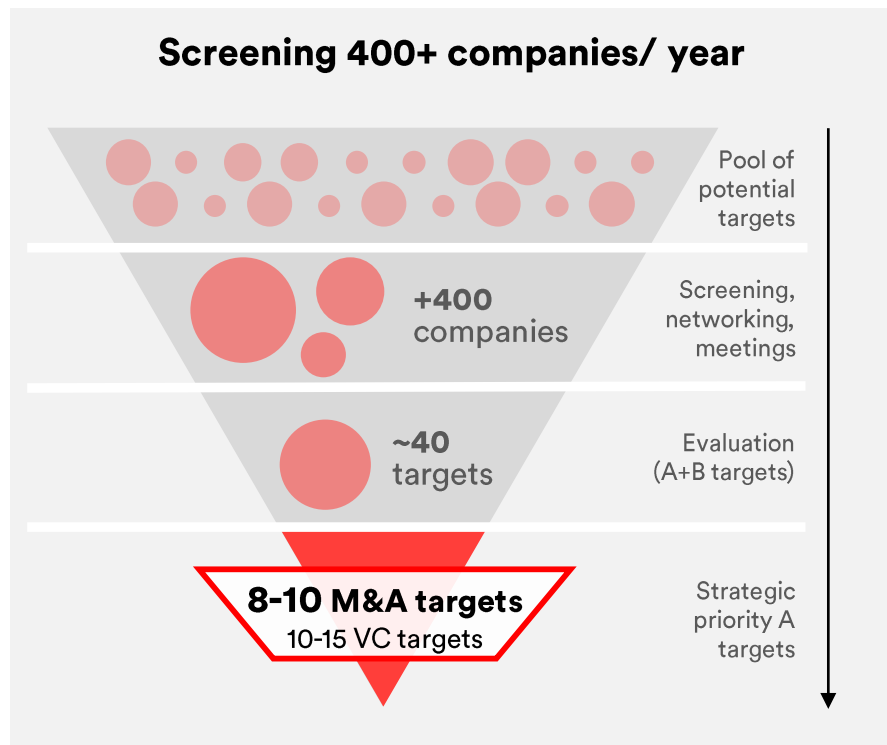 Screening 400+ companies/ year
Pool of
potential
targets
+400
companies
Screening,
networking,
meetings
~40
targets
Evaluation
(A+B targets)
8-10 M&A targets
10-15 VC targets
Strategic
priority A
targets